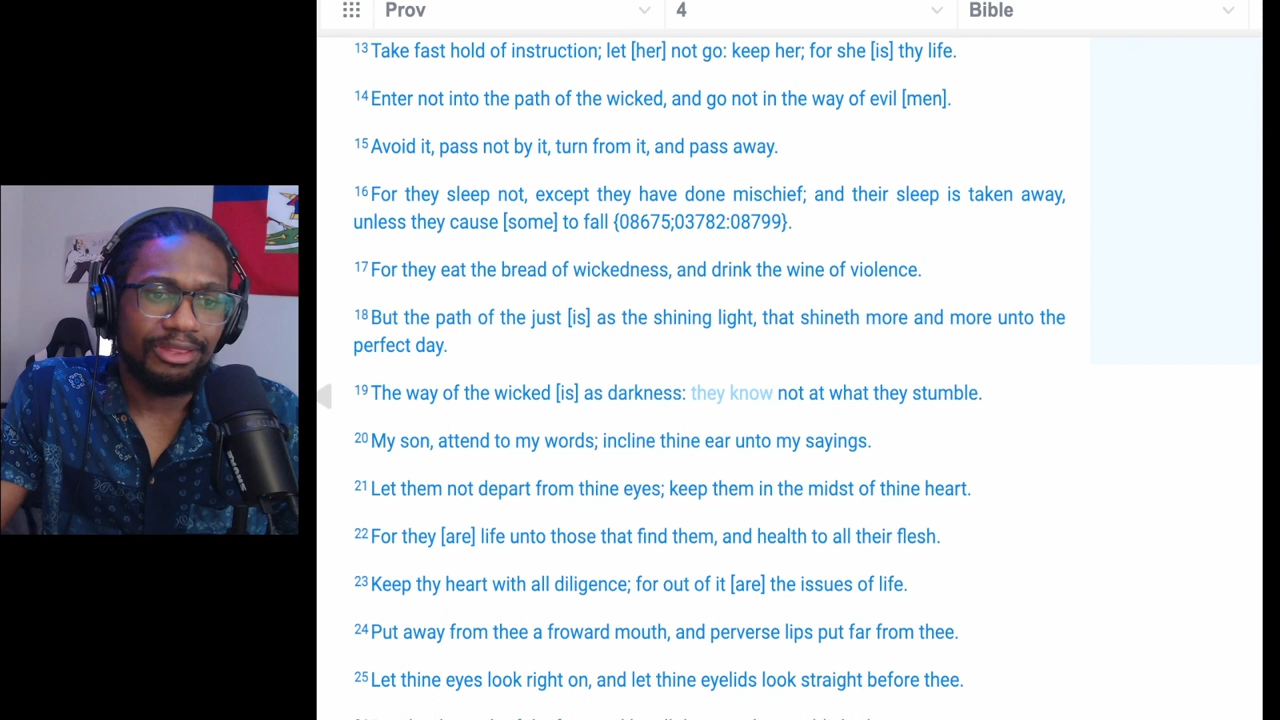 Prov 4 Bible
13 Take fast hold of instruction; let [her] not go: keep her; for she [is] thy life.
14 Enter not into the path of the wicked, and go not in the way of evil [men].
15 Avoid it, pass not by it, turn from it, and pass away.
16 For they sleep not, except they have done mischief; and their sleep is taken away,
unless they cause [some] to fall {08675;03782:08799}.
17 For they eat the bread of wickedness, and drink the wine of violence.
18 But the path of the just [is] as the shining light, that shineth more and more unto the
perfect day.
19 The way of the wicked [is] as darkness: they know not at what they stumble.
20 My son, attend to my words; incline thine ear unto my sayings.
21 Let them not depart from thine eyes; keep them in the midst of thine heart.
22 For they [are] life unto those that find them, and health to all their flesh.
23 Keep thy heart with all diligence; for out of it [are] the issues of life.
24 Put away from thee a froward mouth, and perverse lips put far from thee.
25 Let thine eyes look right on, and let thine eyelids look straight before thee.
SHURE